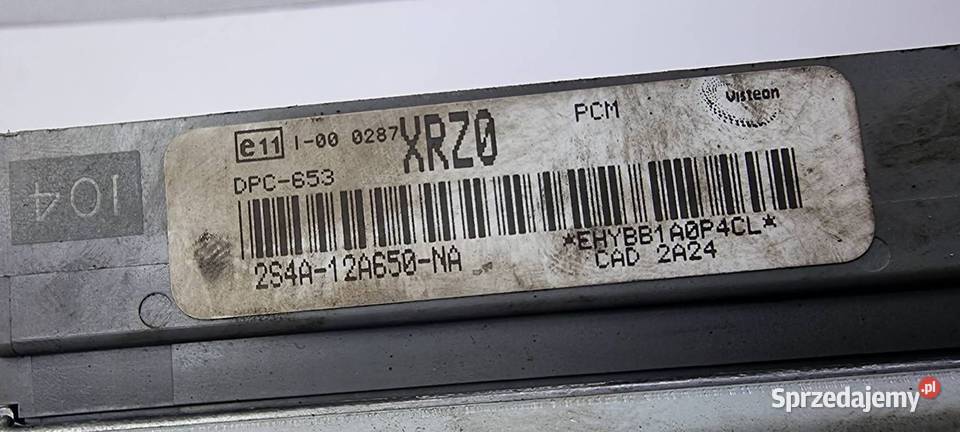 e11 I-00 0287 XRZ0 PCM Visteon
DPC-653
2S4A-12A650-NA *EHYBB1A0P4CL*
CAD 2A24
104
Sprzedajemy.pl